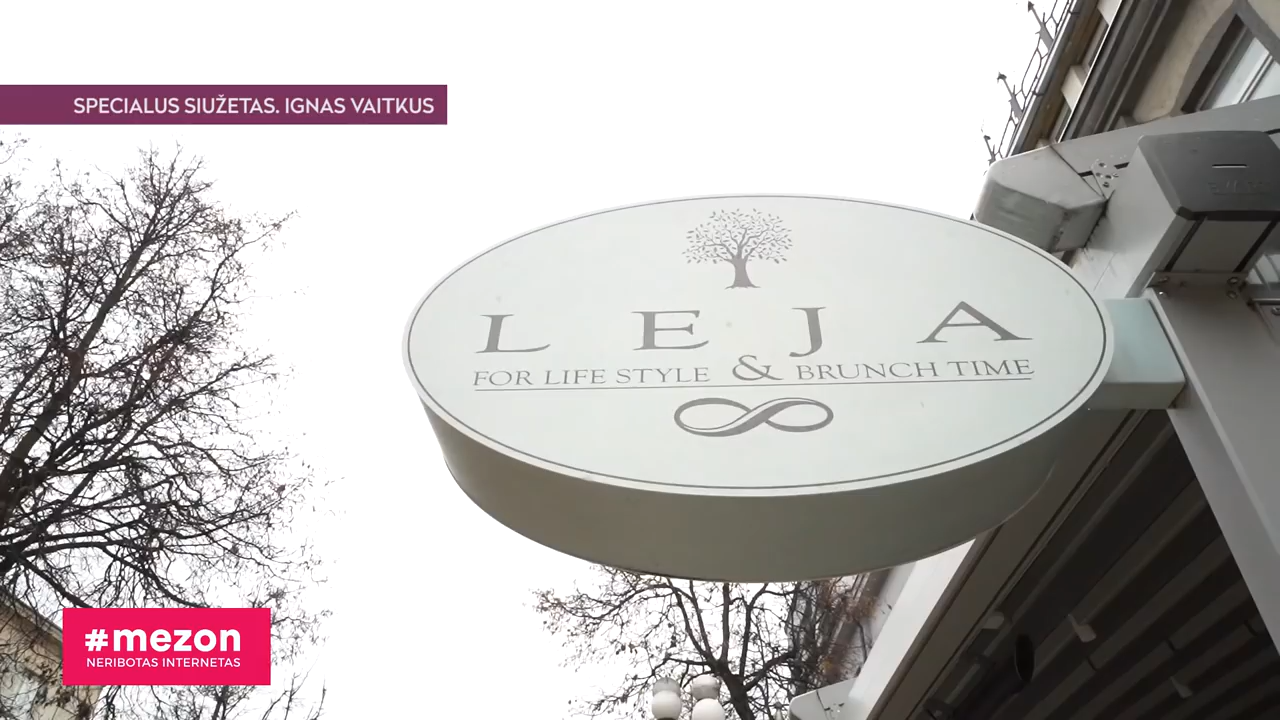 SPECIALUS SIUŽETAS. IGNAS VAITKUS
LEJA
FOR LIFE STYLE & BRUNCH TIME
#mezon
NERIBOTAS INTERNETAS